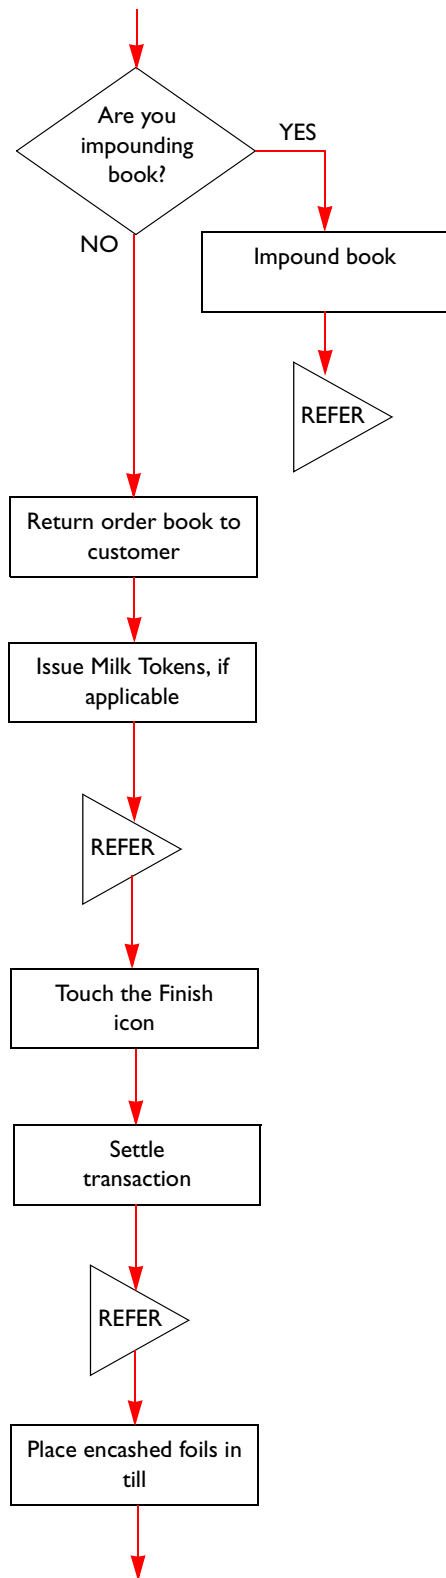 Are you
impounding
book?
YES
NO
Impound book
REFER
Return order book to
customer
Issue Milk Tokens, if
applicable
REFER
Touch the Finish
icon
Settle
transaction
REFER
Place encashed foils in
till